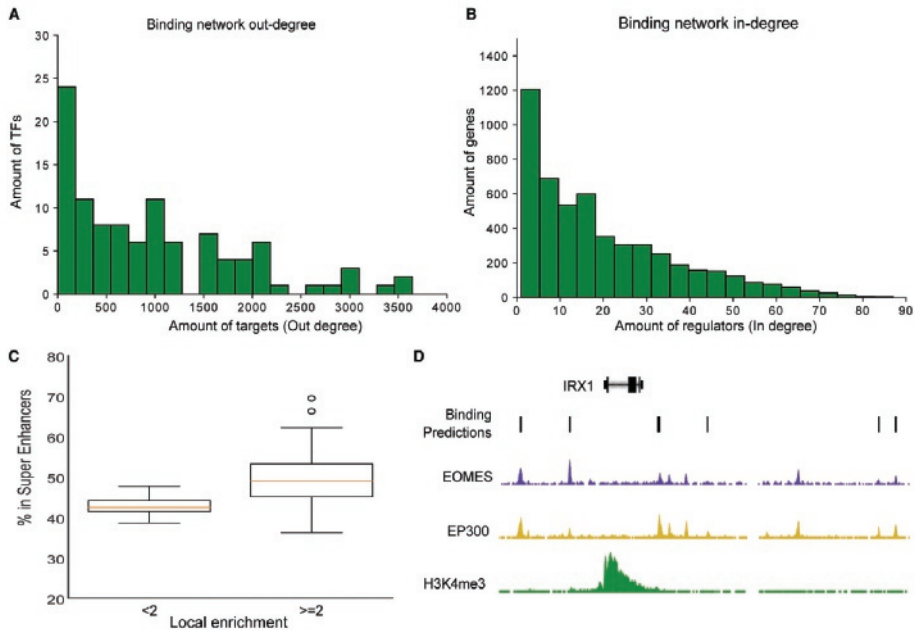 A
Binding network out-degree
30
25
20
15
10
5
0
Amount of TFs
0 500 1000 1500 2000 2500 3000 3500 4000
Amount of targets (Out degree)
B
Binding network in-degree
1400
1200
1000
800
600
400
200
0
Amount of genes
0 10 20 30 40 50 60 70 80 90
Amount of regulators (In degree)
C
80
70
60
50
40
30
20
% in Super Enhancers
<2 >=2
Local enrichment
D
IRX1
Binding
Predictions
EOMES
EP300
H3K4me3